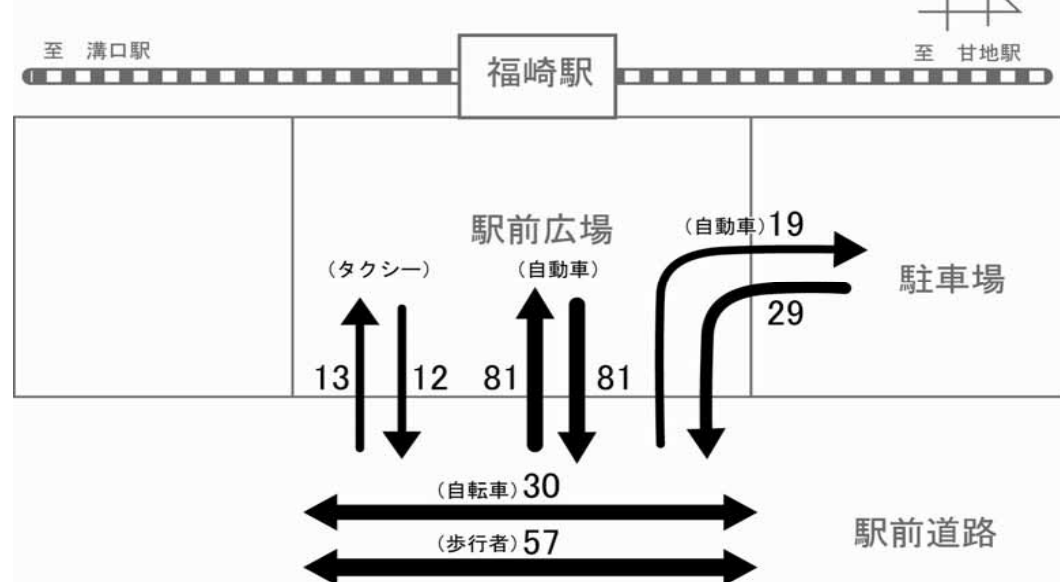 至 溝口駅
福崎駅
至 甘地駅
駅前広場
(自動車)19
(タクシー)
(自動車)
駐車場
29
13
12
81
81
(自転車)30
(歩行者)57
駅前道路